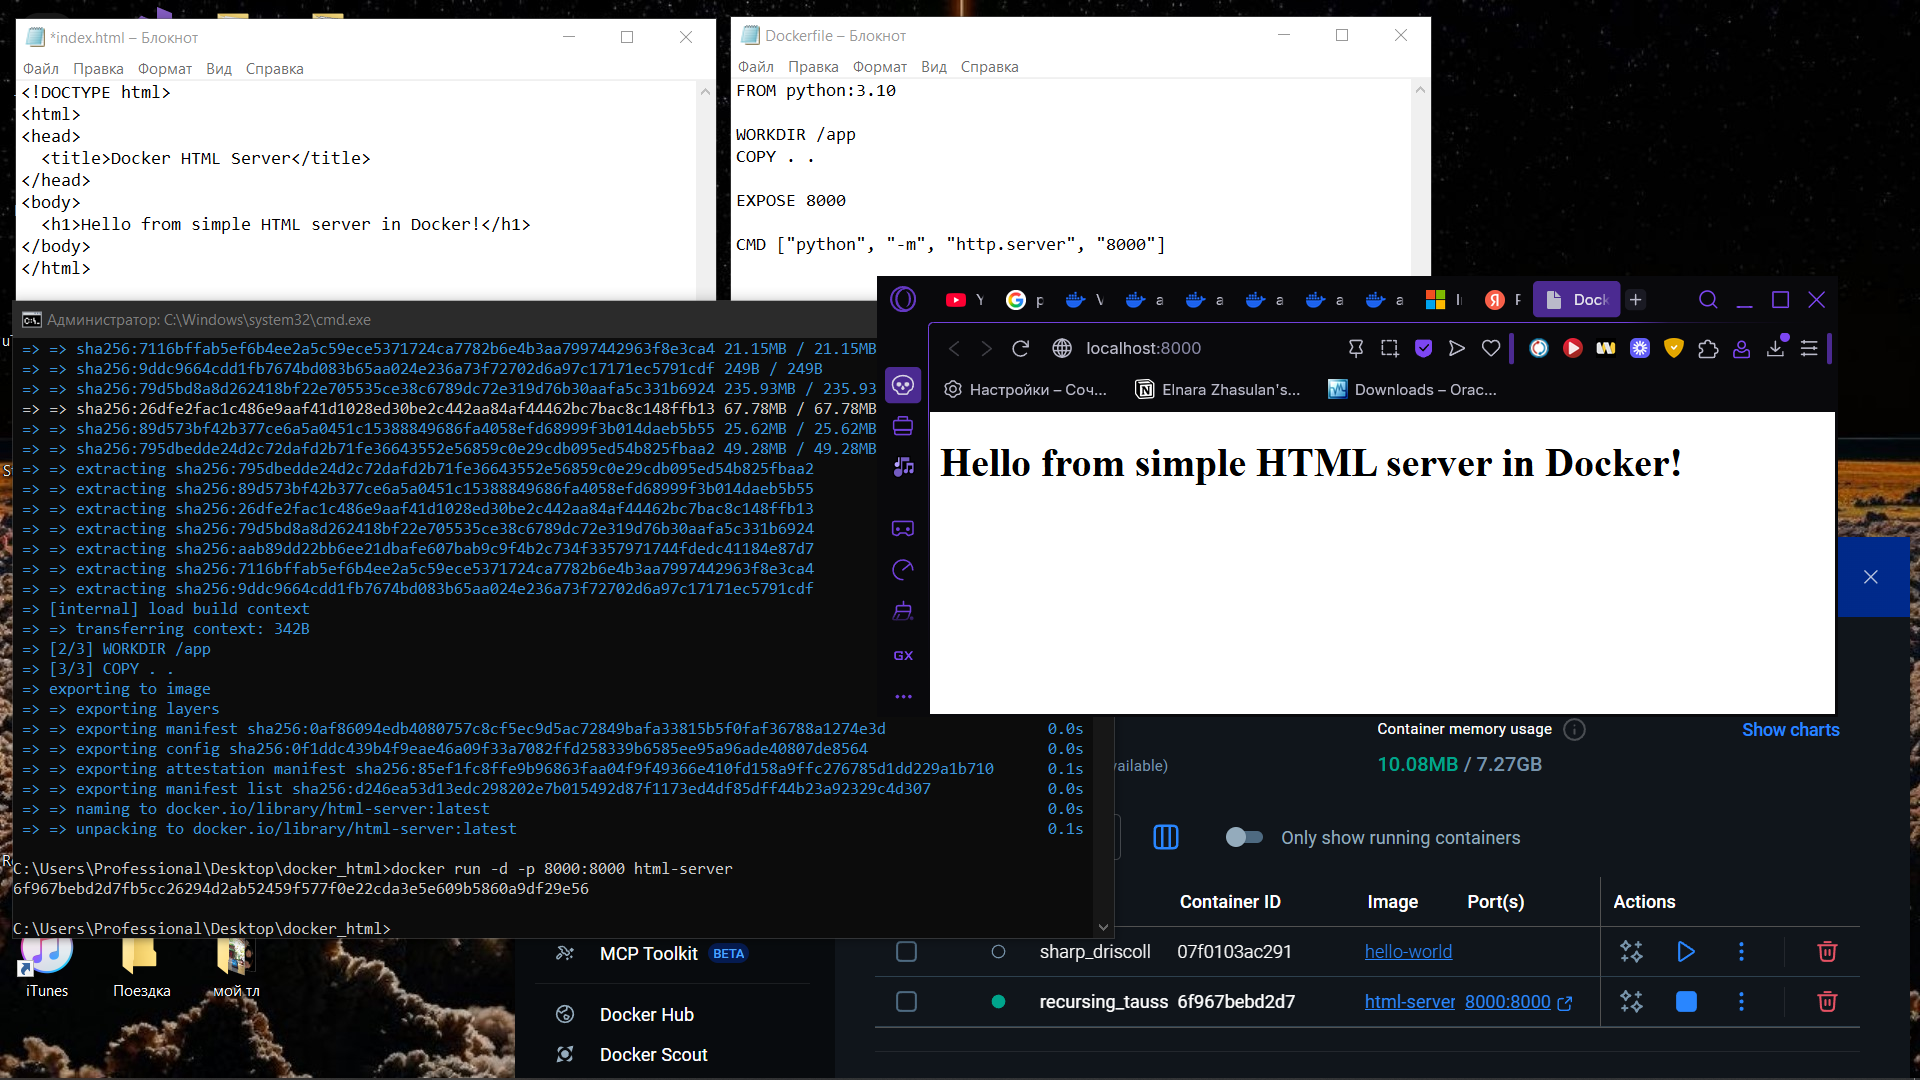 *index.html – Блокнот
Файл Правка Формат Вид Справка
<!DOCTYPE html>
<html>
<head>
  <title>Docker HTML Server</title>
</head>
<body>
  <h1>Hello from simple HTML server in Docker!</h1>
</body>
</html>
Dockerfile – Блокнот
Файл Правка Формат Вид Справка
FROM python:3.10
WORKDIR /app
COPY . .
EXPOSE 8000
CMD ["python", "-m", "http.server", "8000"]
Администратор: C:\Windows\system32\cmd.exe
=> => sha256:7116bffab5ef6b4ee2a5c59ece5371724ca7782b6e4b3aa7997442963f8e3ca4 21.15MB / 21.15MB
=> => sha256:9ddc9664cdd1fb7674bd083b65aa024e236a73f72702d6a97c17171ec5791cdf 249B / 249B
=> => sha256:79d5bd8a8d262418bf22e705535ce38c6789dc72e319d76b30aafa5c331b6924 235.93MB / 235.93
=> => sha256:26dfe2fac1c486e9aaf41d1028ed30be2c442aa84af44462bc7bac8c148ffb13 67.78MB / 67.78MB
=> => sha256:89d573bf42b377ce6a5a0451c15388849686fa4058efd68999f3b014daeb5b55 25.62MB / 25.62MB
=> => sha256:795dbedde24d2c72dafd2b71fe36643552e56859c0e29cdb095ed54b825fbaa2 49.28MB / 49.28MB
=> => extracting sha256:795dbedde24d2c72dafd2b71fe36643552e56859c0e29cdb095ed54b825fbaa2
=> => extracting sha256:89d573bf42b377ce6a5a0451c15388849686fa4058efd68999f3b014daeb5b55
=> => extracting sha256:26dfe2fac1c486e9aaf41d1028ed30be2c442aa84af44462bc7bac8c148ffb13
=> => extracting sha256:79d5bd8a8d262418bf22e705535ce38c6789dc72e319d76b30aafa5c331b6924
=> => extracting sha256:aab89dd22bb6ee21dbafe607bab9c9f4b2c734f3357971744fdedc41184e87d7
=> => extracting sha256:7116bffab5ef6b4ee2a5c59ece5371724ca7782b6e4b3aa7997442963f8e3ca4
=> => extracting sha256:9ddc9664cdd1fb7674bd083b65aa024e236a73f72702d6a97c17171ec5791cdf
=> [internal] load build context
=> => transferring context: 342B
=> [2/3] WORKDIR /app
=> [3/3] COPY . .
=> exporting to image
=> => exporting layers
=> => exporting manifest sha256:0af86094edb4080757c8cf5ec9d5ac72849bafa33815b5f0faf36788a1274e3d 0.0s
=> => exporting config sha256:0f1ddc439b4f9eae46a09f33a7082ffd258339b6585ee95a96ade40807de8564 0.0s
=> => exporting attestation manifest sha256:85ef1fc8ffe9b96863faa04f9f49366e410fd158a9ffc276785d1dd229a1b710 0.1s
=> => exporting manifest list sha256:d246ea53d13edc298202e7b015492d87f1173ed4df85dff44b23a92329c4d307 0.0s
=> => naming to docker.io/library/html-server:latest 0.0s
=> => unpacking to docker.io/library/html-server:latest 0.1s
C:\Users\Professional\Desktop\docker_html>docker run -d -p 8000:8000 html-server
6f967bebd2d7fb5cc26294d2ab52459f577f0e22cda3e5e609b5860a9df29e56
C:\Users\Professional\Desktop\docker_html>
Dock
localhost:8000
Настройки – Соч... Elnara Zhasulan's... Downloads – Orac...
Hello from simple HTML server in Docker!
GX
Container memory usage
Show charts
10.08MB / 7.27GB
vailable)
Only show running containers
Container ID Image Port(s) Actions
sharp_driscoll 07f0103ac291 hello-world
recursing_tauss 6f967bebd2d7 html-server 8000:8000
MCP Toolkit BETA
Docker Hub
Docker Scout
iTunes
Поездка
мой тл